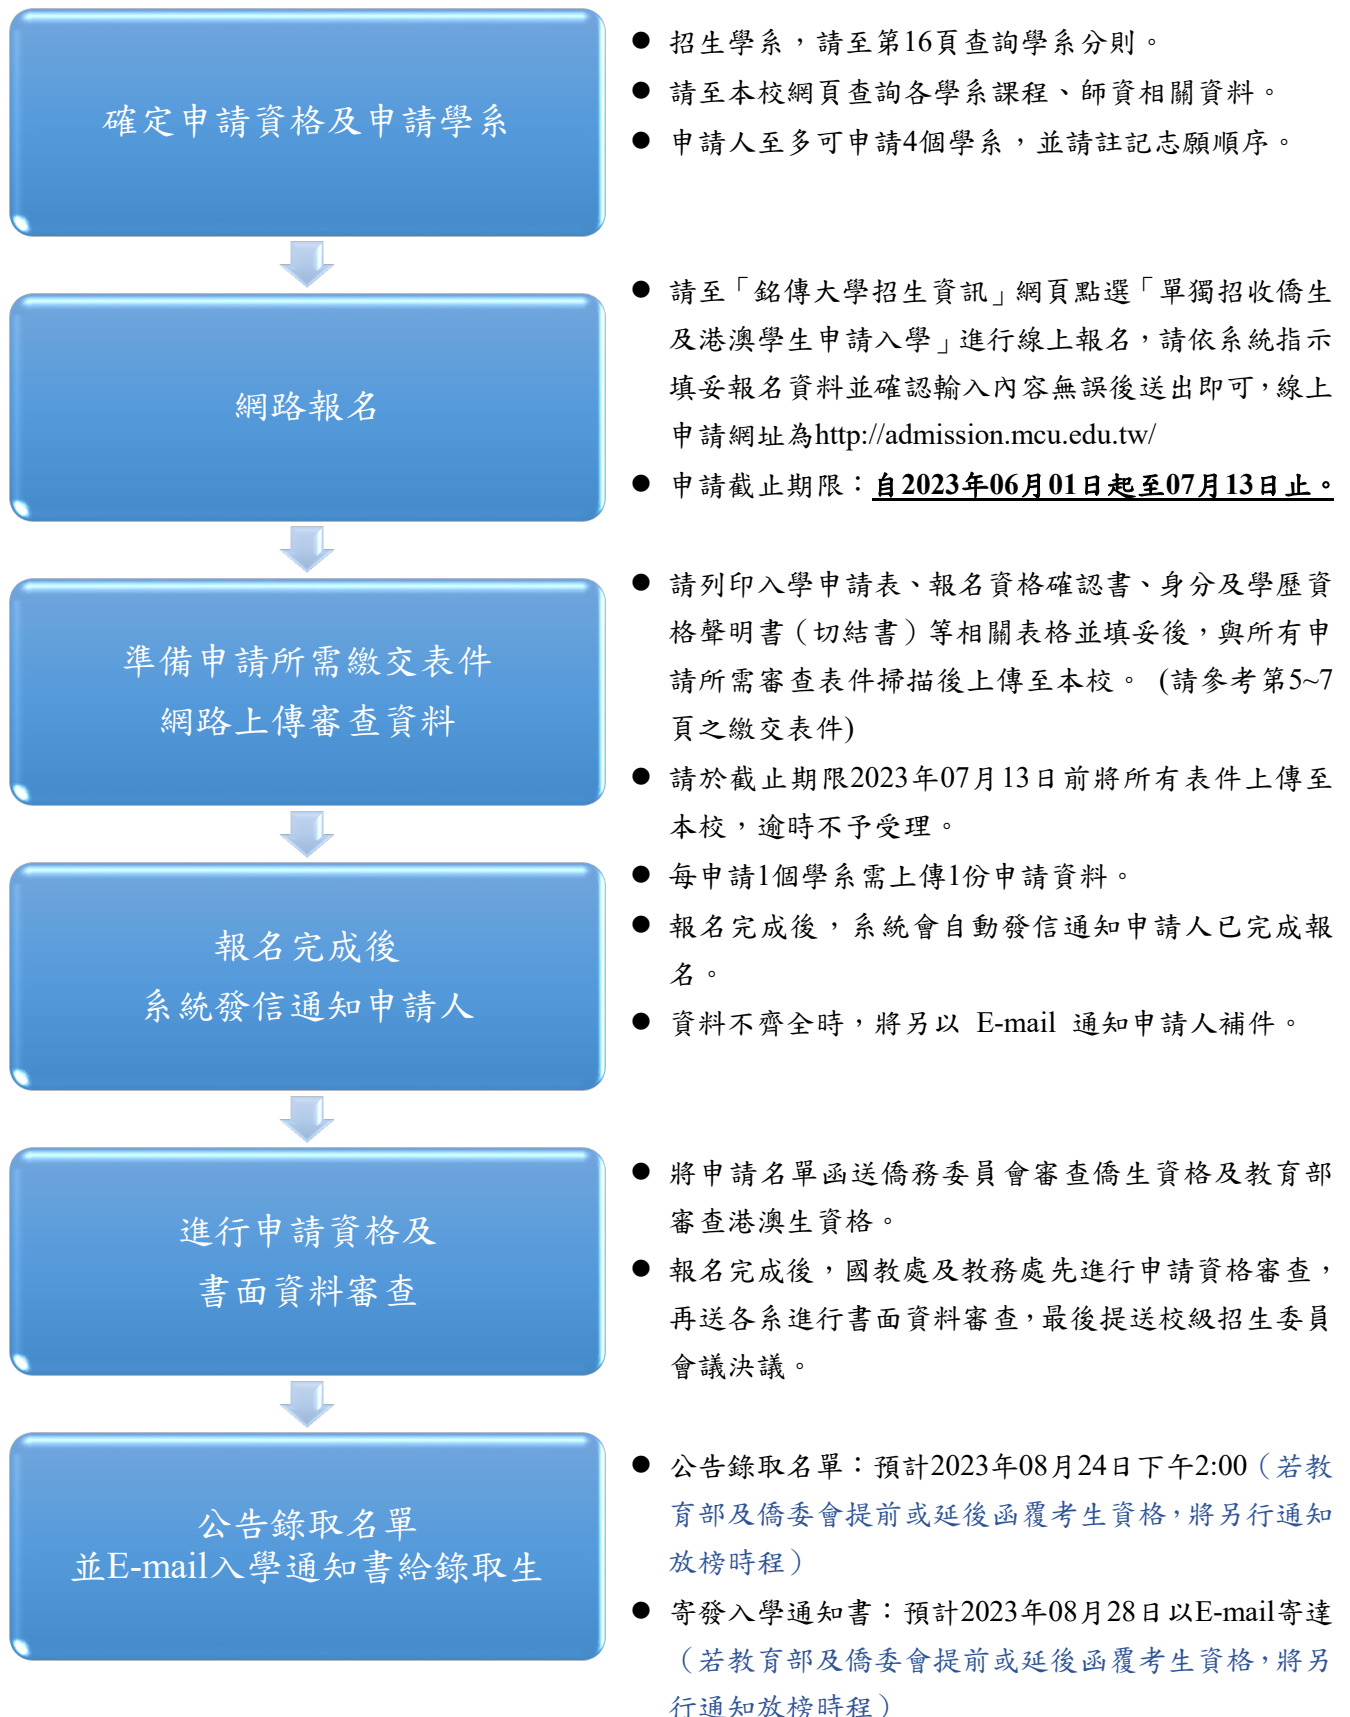 確定申請資格及申請學系
● 招生學系，請至第16頁查詢學系分則。
● 請至本校網頁查詢各學系課程、師資相關資料。
● 申請人至多可申請4個學系，並請註記志願順序。
網路報名
● 請至「銘傳大學招生資訊」網頁點選「單獨招收僑生
及港澳學生申請入學」進行線上報名，請依系統指示
填妥報名資料並確認輸入內容無誤後送出即可，線上
申請網址為http://admission.mcu.edu.tw/
● 申請截止期限：自2023年06月01日起至07月13日止。
準備申請所需繳交表件
網路上傳審查資料
● 請列印入學申請表、報名資格確認書、身分及學歷資
格聲明書（切結書）等相關表格並填妥後，與所有申
請所需審查表件掃描後上傳至本校。 (請參考第5~7
頁之繳交表件)
● 請於截止期限2023年07月13日前將所有表件上傳至
本校，逾時不予受理。
● 每申請1個學系需上傳1份申請資料。
報名完成後
系統發信通知申請人
● 報名完成後，系統會自動發信通知申請人已完成報
名。
● 資料不齊全時，將另以 E-mail 通知申請人補件。
進行申請資格及
書面資料審查
● 將申請名單函送僑務委員會審查僑生資格及教育部
審查港澳生資格。
● 報名完成後，國教處及教務處先進行申請資格審查，
再送各系進行書面資料審查，最後提送校級招生委員
會議決議。
公告錄取名單
並E-mail入學通知書給錄取生
● 公告錄取名單：預計2023年08月24日下午2:00（若教
育部及僑委會提前或延後函覆考生資格，將另行通知
放榜時程）
● 寄發入學通知書：預計2023年08月28日以E-mail寄達
（若教育部及僑委會提前或延後函覆考生資格，將另
行通知放榜時程）